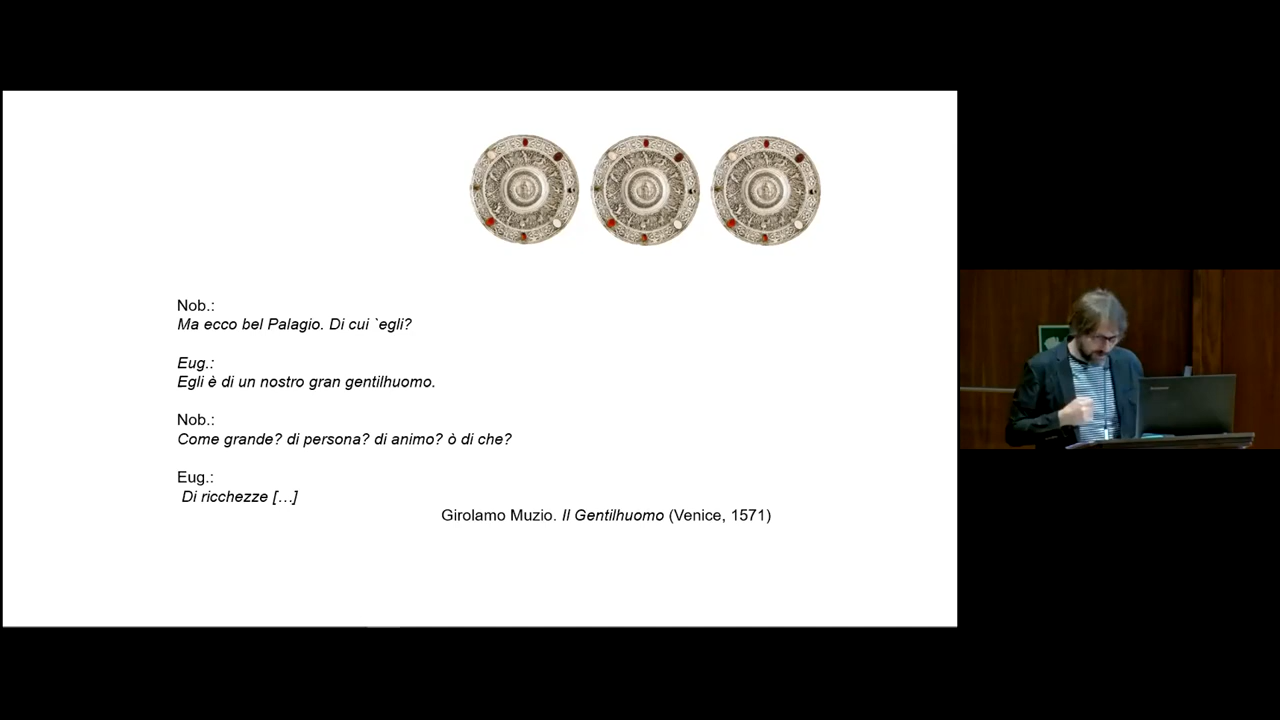 Nob.:
Ma ecco bel Palagio. Di cui `egli?
Eug.:
Egli è di un nostro gran gentilhuomo.
Nob.:
Come grande? di persona? di animo? ò di che?
Eug.:
Di ricchezze […]
Girolamo Muzio. Il Gentilhuomo (Venice, 1571)